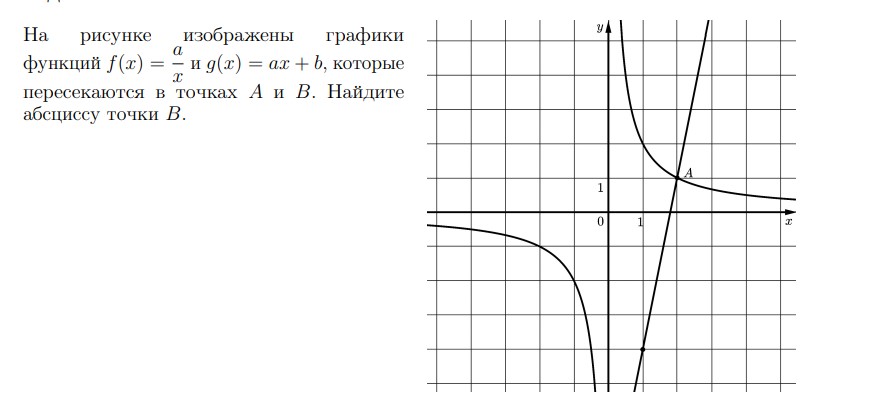 На рисунке изображены графики
функций f(x) = a/x и g(x) = ax + b, которые
пересекаются в точках A и B. Найдите
абсциссу точки B.
y
A
1
0 1 x